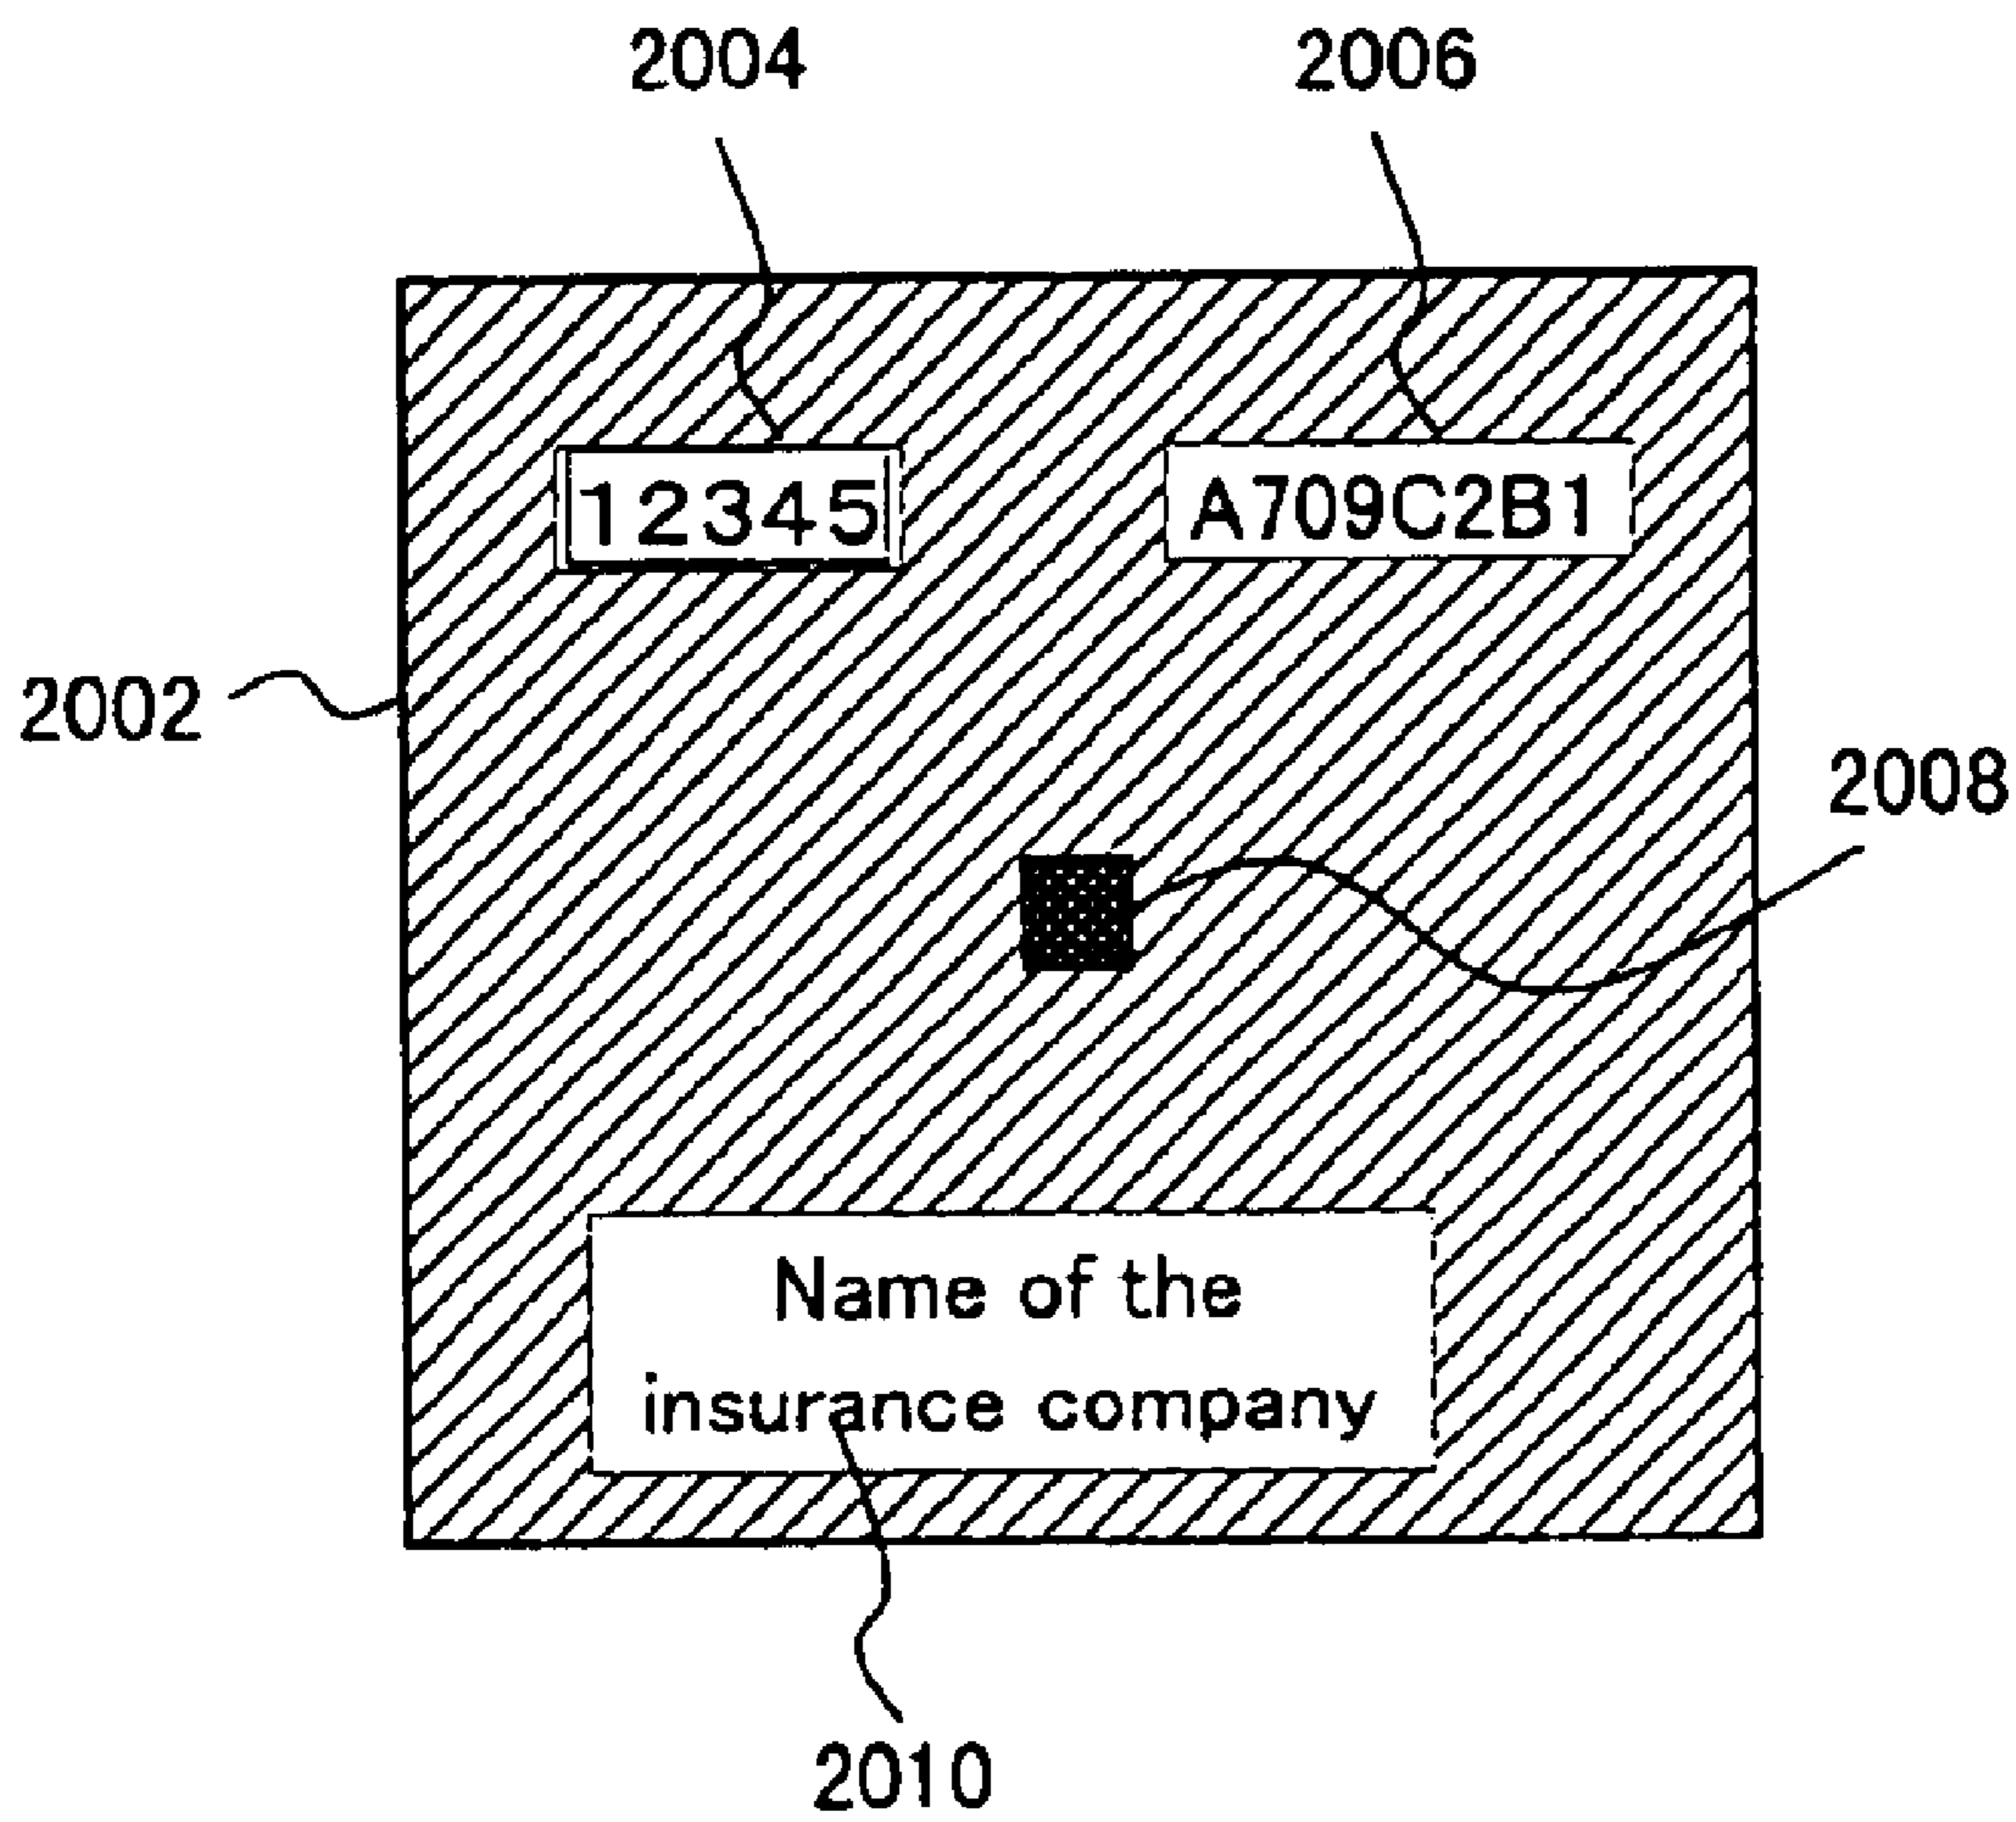 2004
2006
12345
A709C2B1
2002
2008
Name of the
insurance company
2010